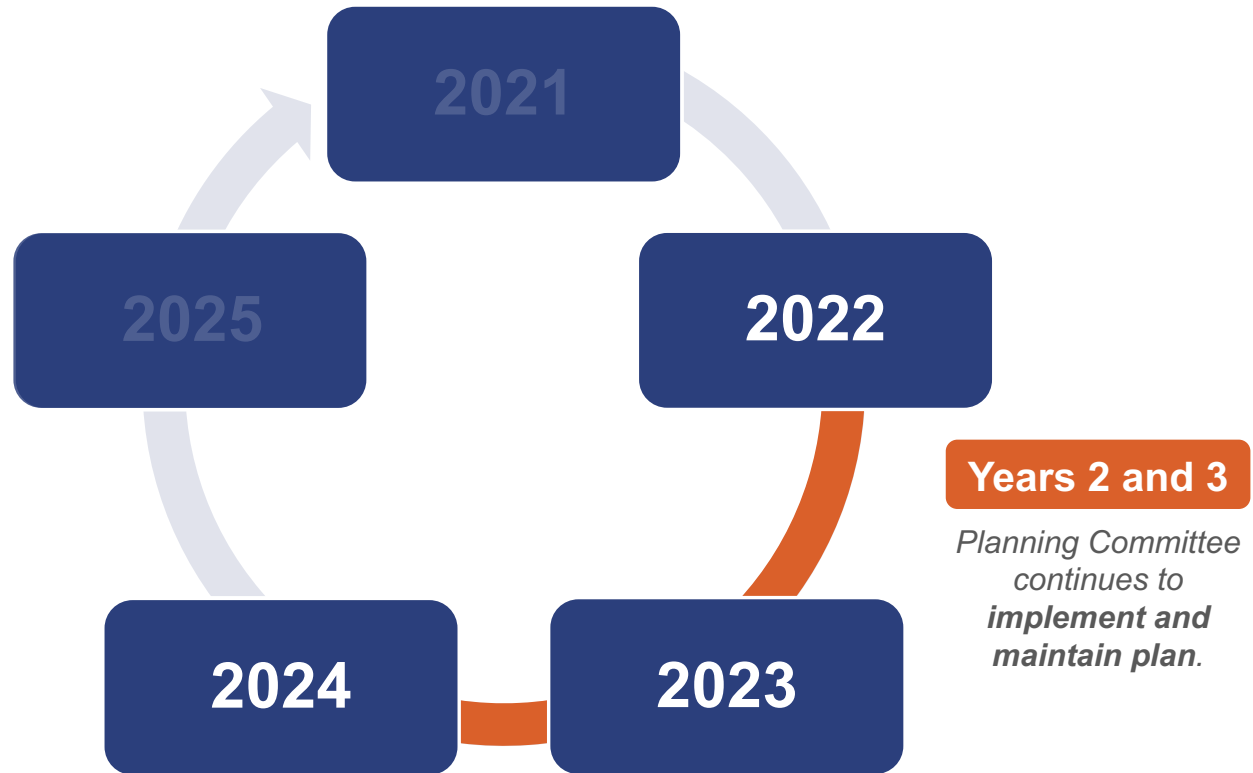 2021
2025
2022
Years 2 and 3
Planning Committee
continues to
implement and
maintain plan.
2024
2023